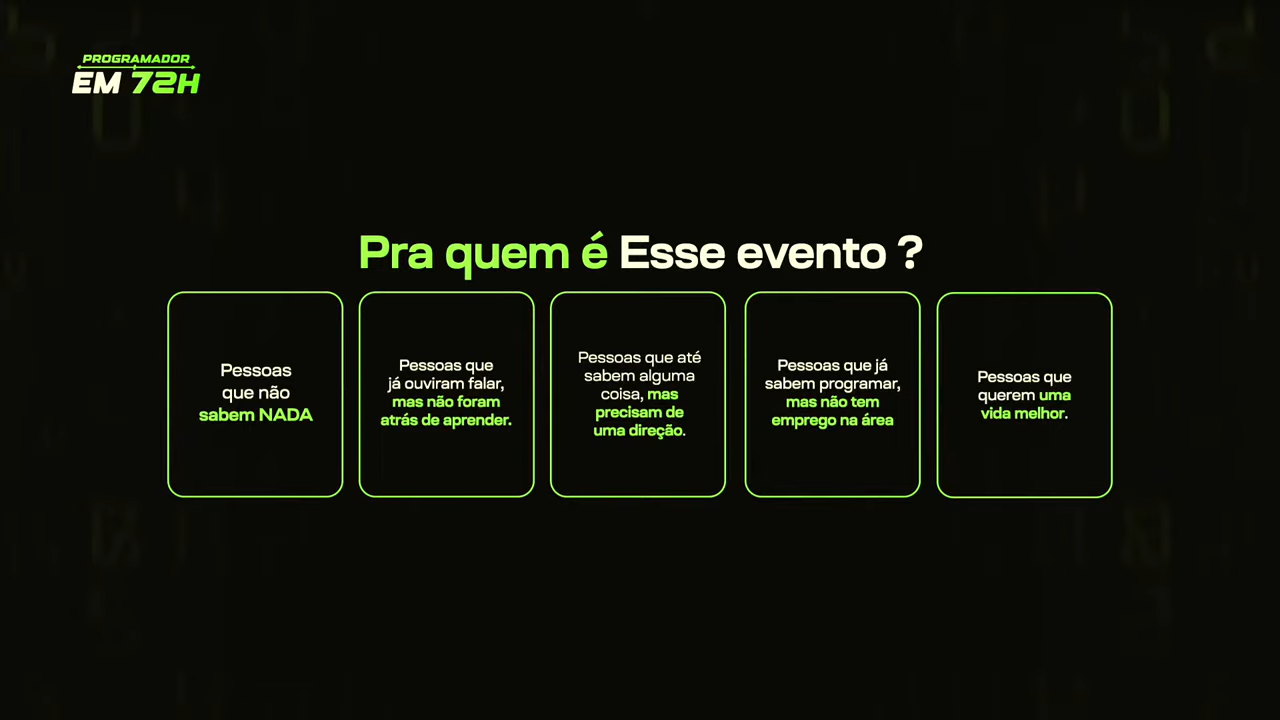 PROGRAMADOR
EM 72H
Pra quem é Esse evento ?
Pessoas
que não
sabem NADA
Pessoas que
já ouviram falar,
mas não foram
atrás de aprender.
Pessoas que até
sabem alguma
coisa, mas
precisam de
uma direção.
Pessoas que já
sabem programar,
mas não tem
emprego na área
Pessoas que
querem uma
vida melhor.